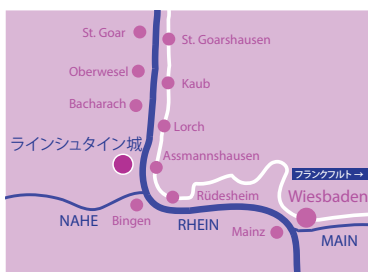 St. Goar
St. Goarshausen
Oberwesel
Kaub
Bacharach
Lorch
ラインシュタイン城
Assmannshausen
フランクフルト →
Rüdesheim
Wiesbaden
NAHE
Bingen
RHEIN
Mainz
MAIN